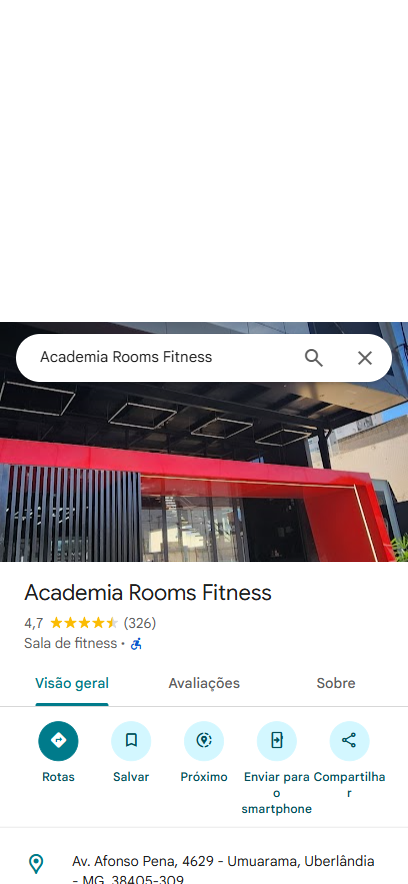 Academia Rooms Fitness
Academia Rooms Fitness
4,7 (326)
Sala de fitness ·
Visão geral
Avaliações
Sobre
Rotas
Salvar
Próximo
Enviar para
o
smartphone
Compartilha
r
Av. Afonso Pena, 4629 - Umuarama, Uberlândia
- MG, 38405-309